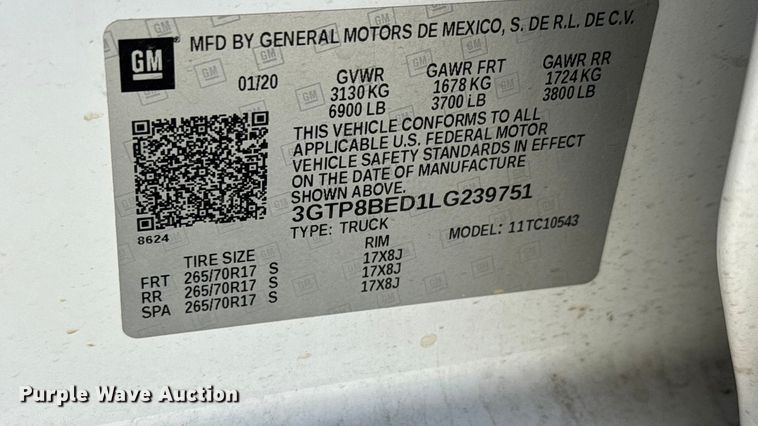 GM
MFD BY GENERAL MOTORS DE MEXICO, S. DE R.L. DE C.V.
01/20
GVWR
3130 KG
6900 LB
GAWR FRT
1678 KG
3700 LB
GAWR RR
1724 KG
3800 LB
THIS VEHICLE CONFORMS TO ALL
APPLICABLE U.S. FEDERAL MOTOR
VEHICLE SAFETY STANDARDS IN EFFECT
ON THE DATE OF MANUFACTURE
SHOWN ABOVE.
3GTP8BED1LG239751
TYPE: TRUCK
MODEL: 11TC10543
8624
TIRE SIZE
RIM
FRT 265/70R17 S 17X8J
RR 265/70R17 S 17X8J
SPA 265/70R17 S 17X8J
Purple Wave Auction